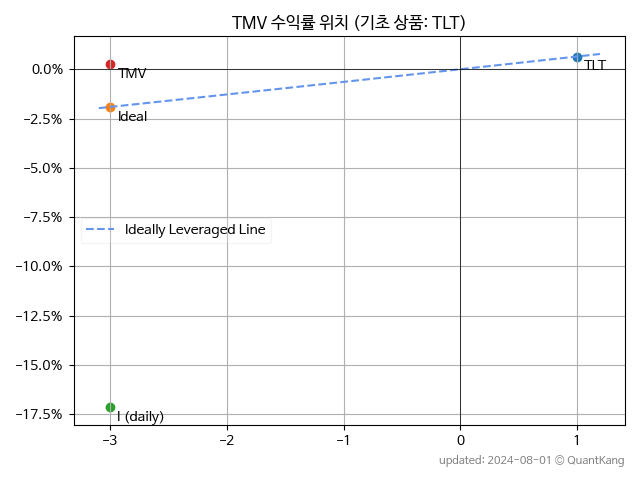 TMV 수익률 위치 (기초 상품: TLT)
0.0%
−2.5%
−5.0%
−7.5%
−10.0%
−12.5%
−15.0%
−17.5%
TMV
TLT
Ideal
Ideally Leveraged Line
I (daily)
−3
−2
−1
0
1
updated: 2024-08-01 © QuantKang